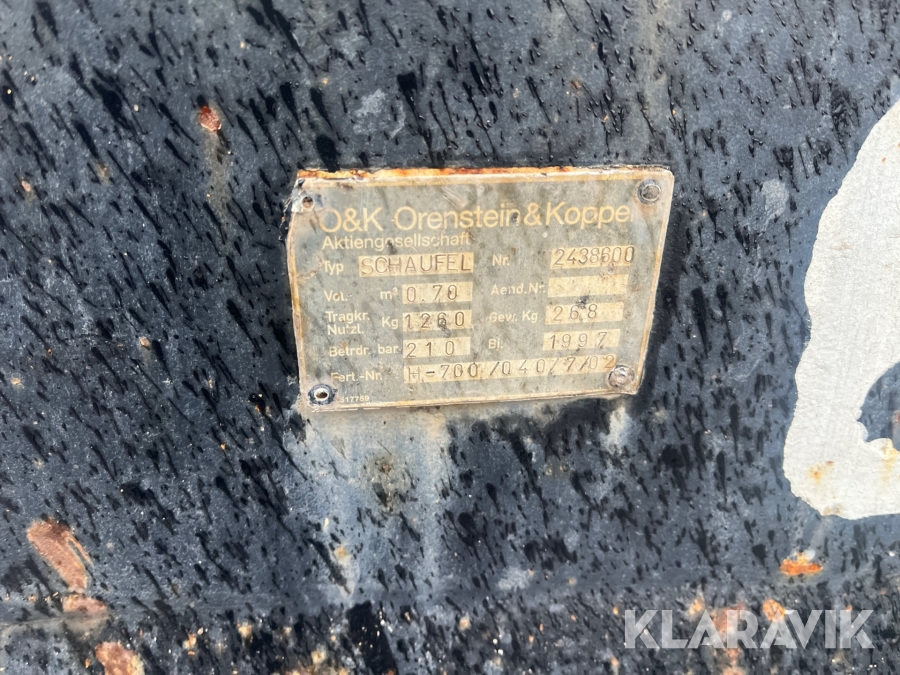 O&K Orenstein & Koppel
Aktiengesellschaft
Typ SCHAUFEL Nr. 2438600
Vol. m³ 0.70 Aend.Nr.
Tragkr. Nutzl. Kg 1260 Gew. Kg 268
Betrdr. bar 210 Bj. 1997
Fert.-Nr. H-700/040/7/02
317759
KLARAVIK